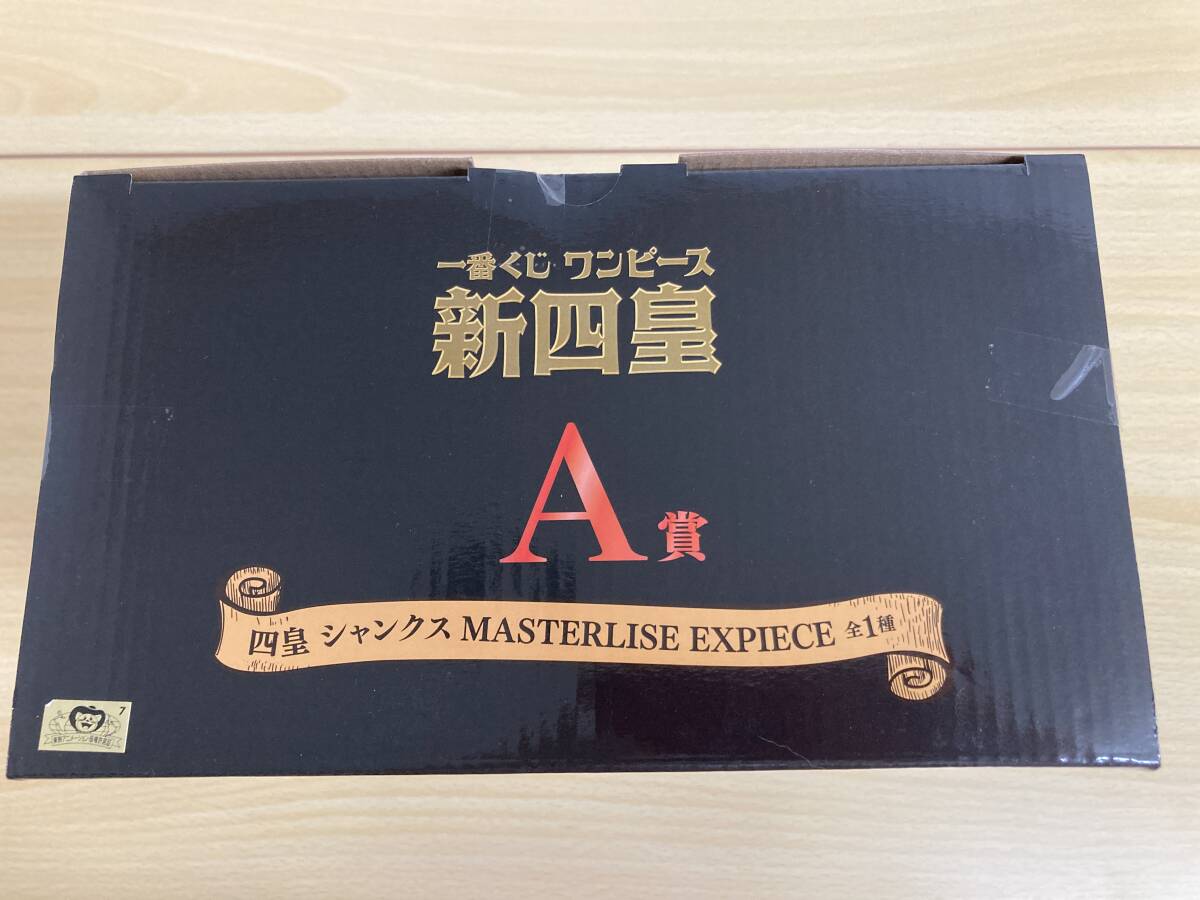 一番くじ ワンピース
新四皇
A賞
四皇 シャンクス MASTERLISE EXPIECE 全1種
7